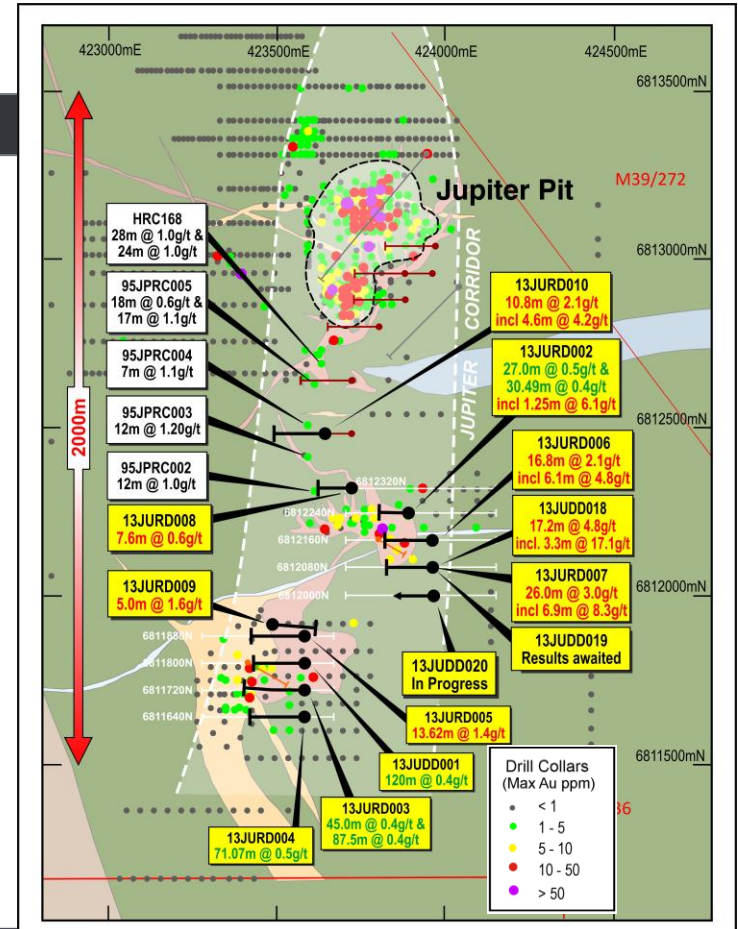 423000mE
423500mE
424000mE
424500mE
6813500mN
M39/272
Jupiter Pit
HRC168
28m @ 1.0g/t &
24m @ 1.0g/t
6813000mN
95JPRC005
18m @ 0.6g/t &
17m @ 1.1g/t
JUPITER CORRIDOR
13JURD010
10.8m @ 2.1g/t
incl 4.6m @ 4.2g/t
95JPRC004
7m @ 1.1g/t
13JURD002
27.0m @ 0.5g/t &
30.49m @ 0.4g/t
incl 1.25m @ 6.1g/t
2000m
95JPRC003
12m @ 1.20g/t
6812500mN
13JURD006
16.8m @ 2.1g/t
incl 6.1m @ 4.8g/t
95JPRC002
12m @ 1.0g/t
6812320N
6812240N
13JURD008
7.6m @ 0.6g/t
13JUDD018
17.2m @ 4.8g/t
incl. 3.3m @ 17.1g/t
6812160N
6812080N
13JURD007
26.0m @ 3.0g/t
incl 6.9m @ 8.3g/t
13JURD009
5.0m @ 1.6g/t
6812000N
6812000mN
13JUDD019
Results awaited
6811880N
13JUDD020
In Progress
6811800N
6811720N
13JURD005
13.62m @ 1.4g/t
6811640N
13JUDD001
120m @ 0.4g/t
6811500mN
13JURD003
45.0m @ 0.4g/t &
87.5m @ 0.4g/t
13JURD004
71.07m @ 0.5g/t
Drill Collars
(Max Au ppm)
< 1
1 - 5
5 - 10
10 - 50
> 50